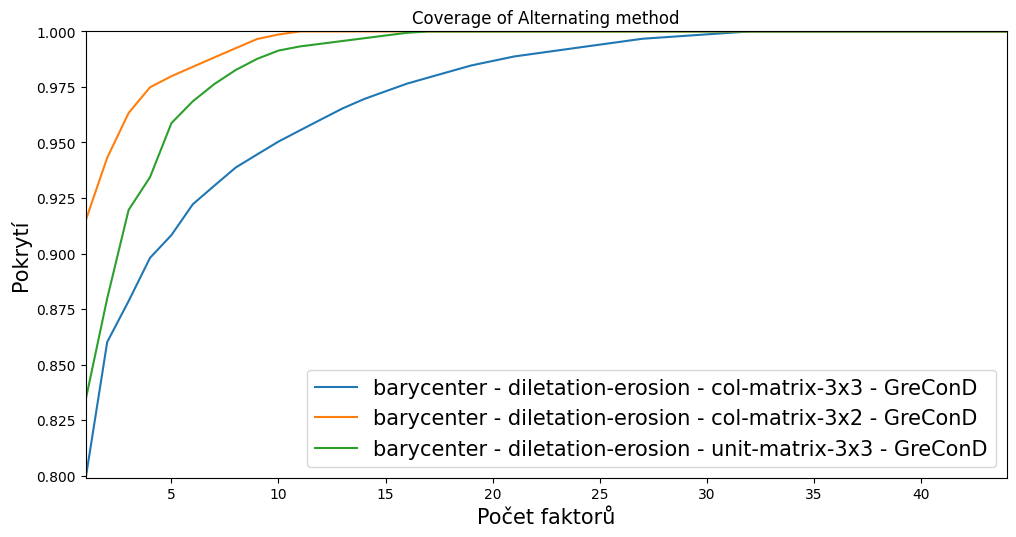 Coverage of Alternating method
1.000
0.975
0.950
0.925
0.900
0.875
0.850
0.825
0.800
Pokrytí
barycenter - diletation-erosion - col-matrix-3x3 - GreConD
barycenter - diletation-erosion - col-matrix-3x2 - GreConD
barycenter - diletation-erosion - unit-matrix-3x3 - GreConD
5 10 15 20 25 30 35 40
Počet faktorů